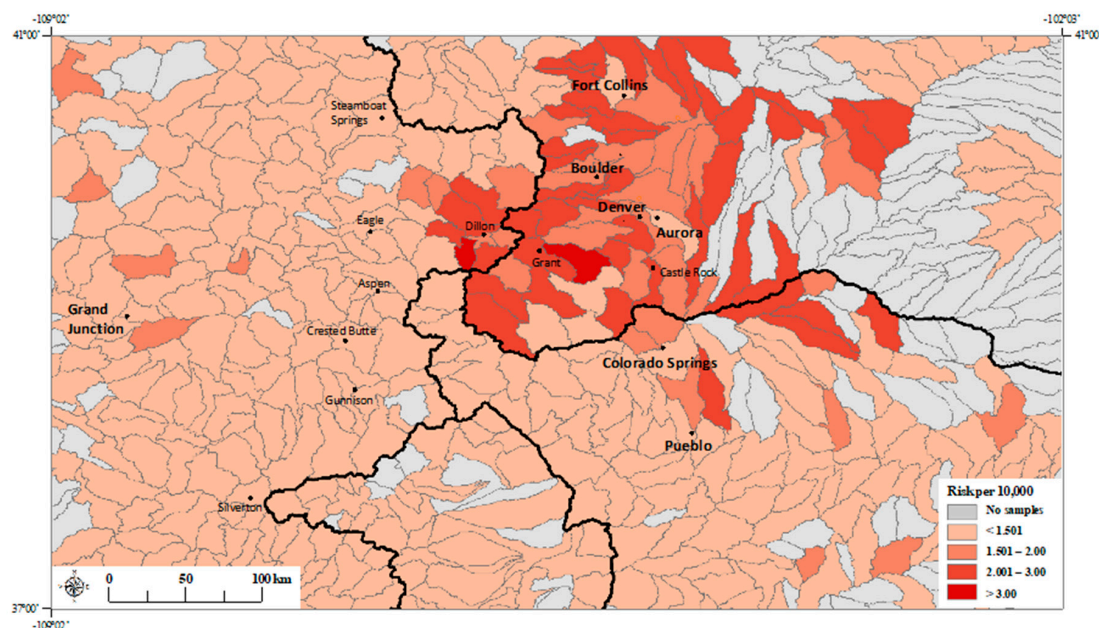 -109°02'
-102°03'
41°00'
41°00'
Fort Collins
Steamboat
Springs
Boulder
Denver
Eagle
Dillon
Aurora
Grant
Castle Rock
Aspen
Grand
Junction
Crested Butte
Colorado Springs
Gunnison
Pueblo
Silverton
Risk per 10,000
No samples
< 1.501
1.501 – 2.00
2.001 – 3.00
> 3.00
0 50 100 km
37°00'
-109°02'